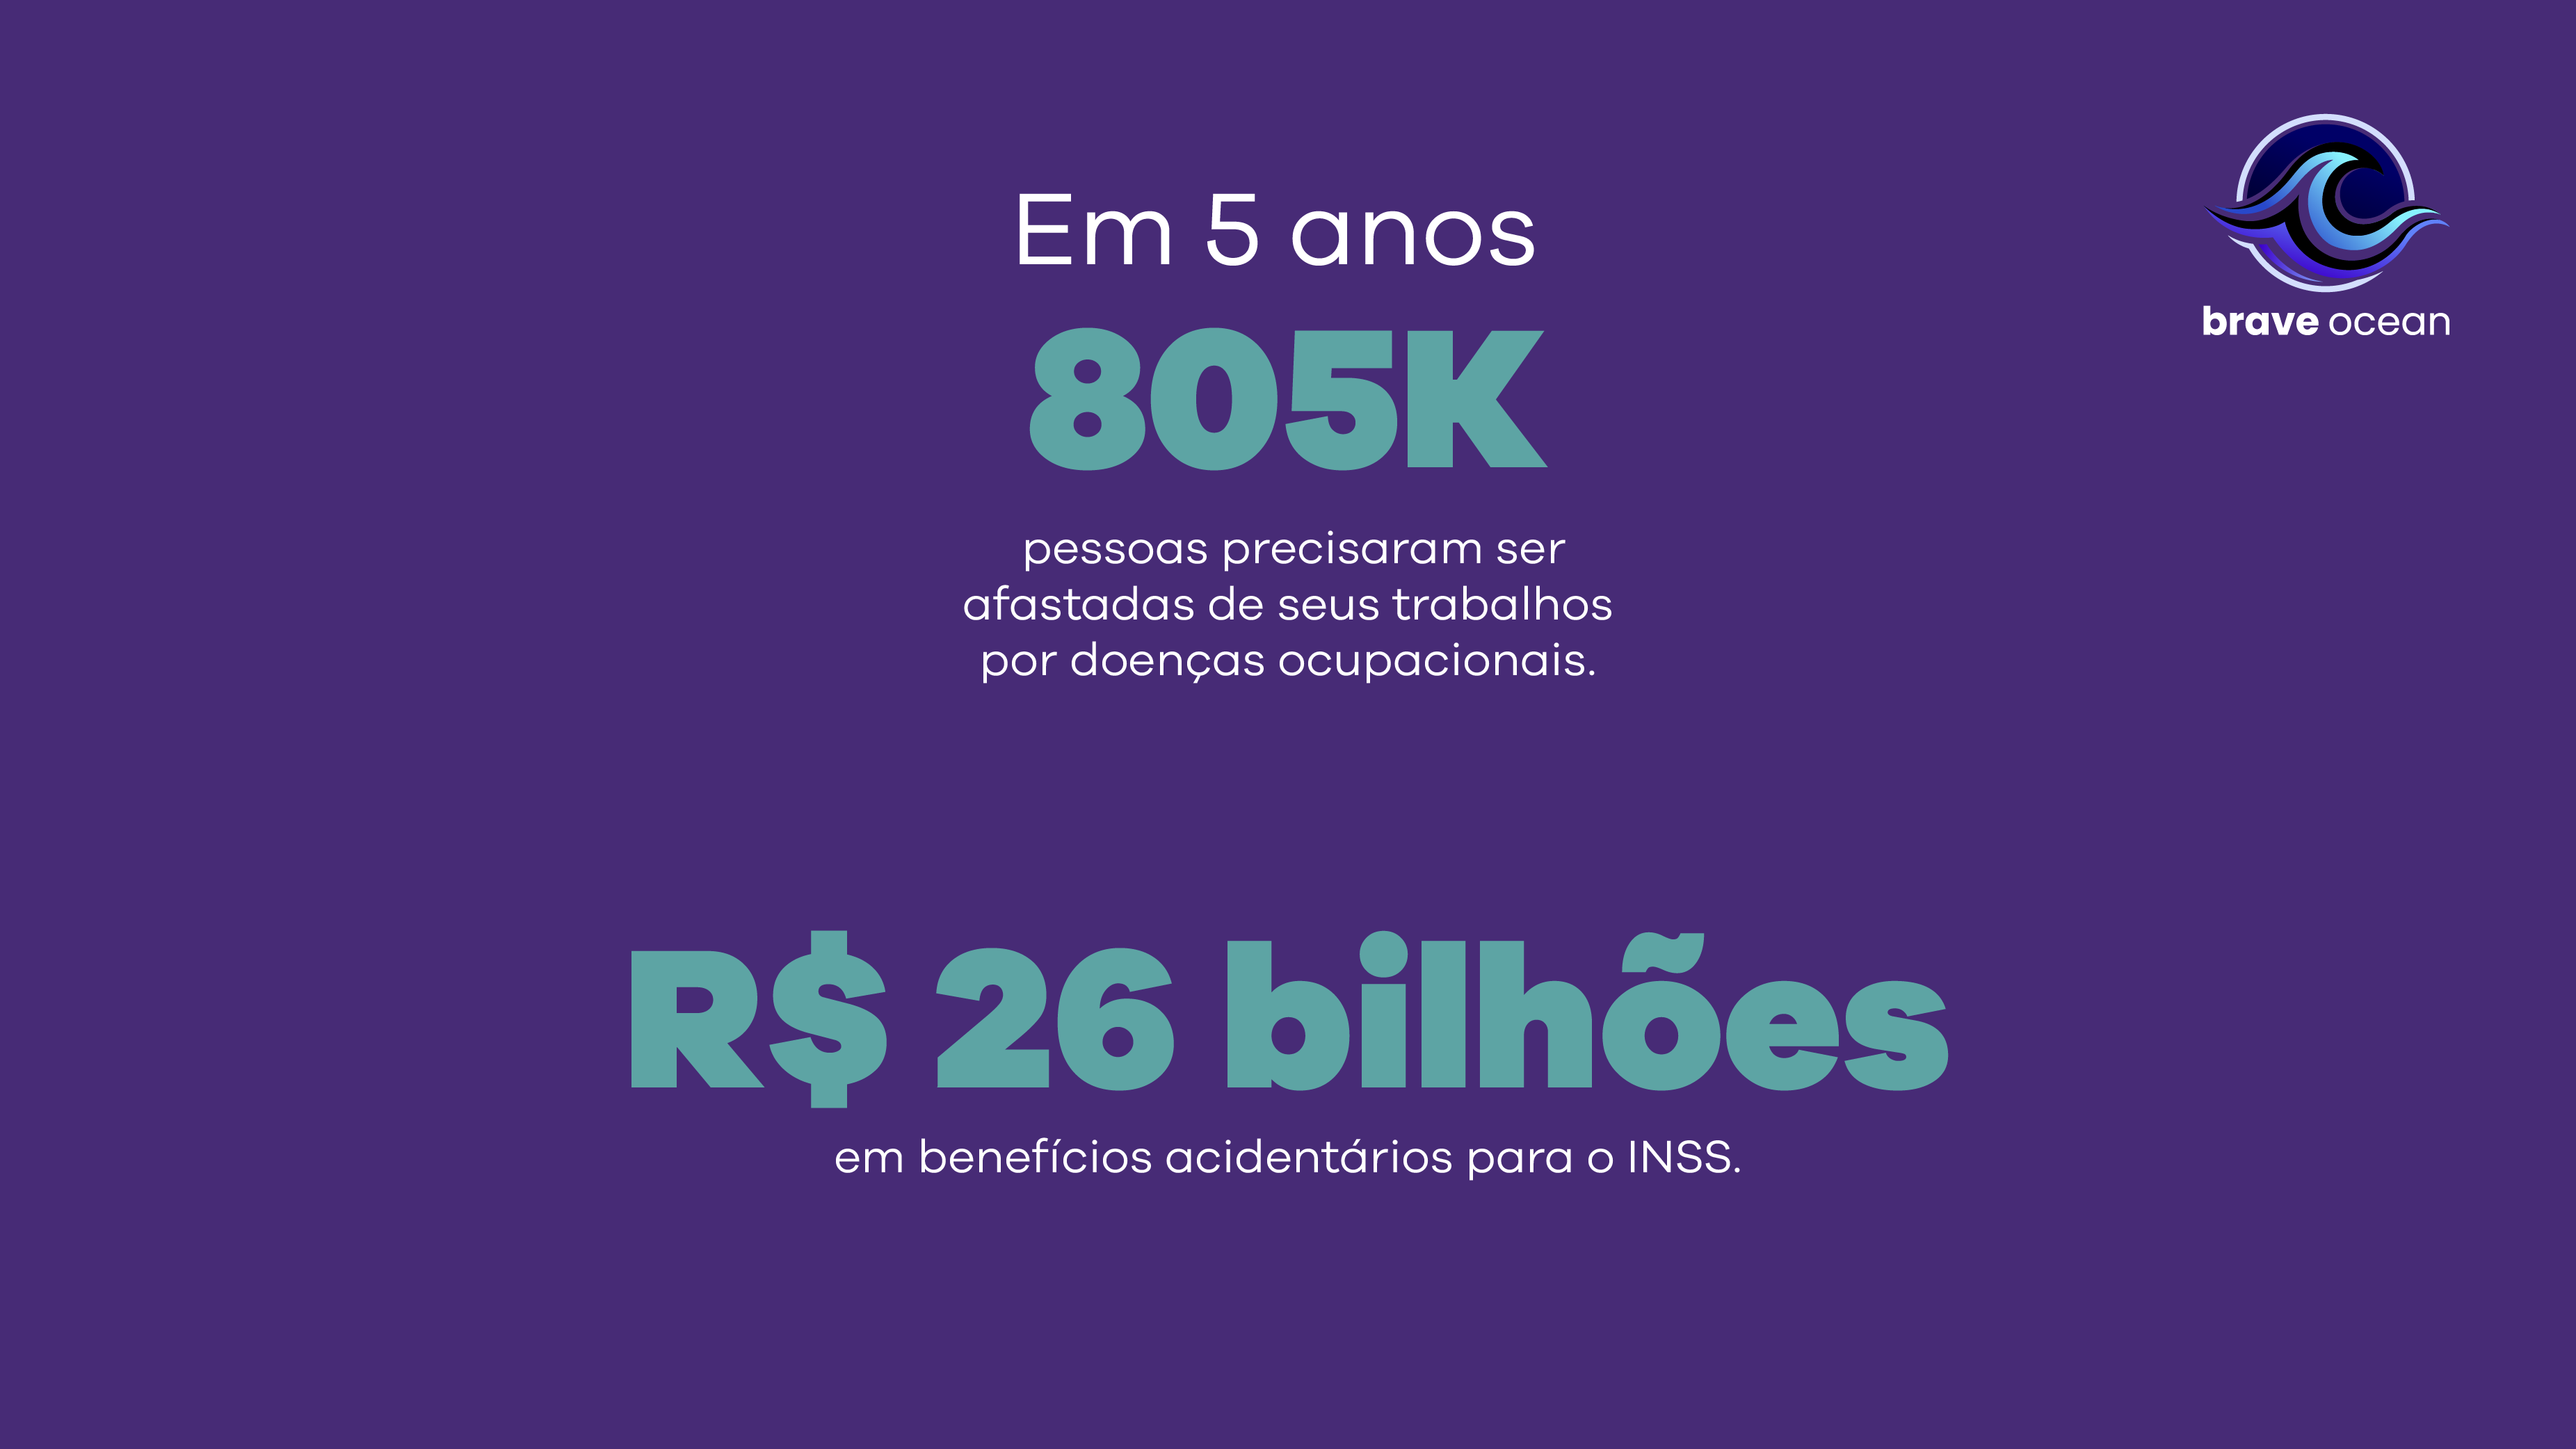 Em 5 anos
805K
pessoas precisaram ser
afastadas de seus trabalhos
por doenças ocupacionais.
R$ 26 bilhões
em benefícios acidentários para o INSS.
brave ocean